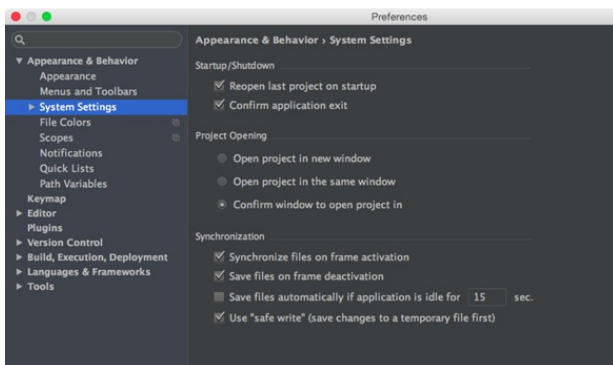 Preferences
Appearance & Behavior
Appearance
Menus and Toolbars
System Settings
File Colors
Scopes
Notifications
Quick Lists
Path Variables
Keymap
Editor
Plugins
Version Control
Build, Execution, Deployment
Languages & Frameworks
Tools
Appearance & Behavior › System Settings
Startup/Shutdown
Reopen last project on startup
Confirm application exit
Project Opening
Open project in new window
Open project in the same window
Confirm window to open project in
Synchronization
Synchronize files on frame activation
Save files on frame deactivation
Save files automatically if application is idle for 15 sec.
Use "safe write" (save changes to a temporary file first)